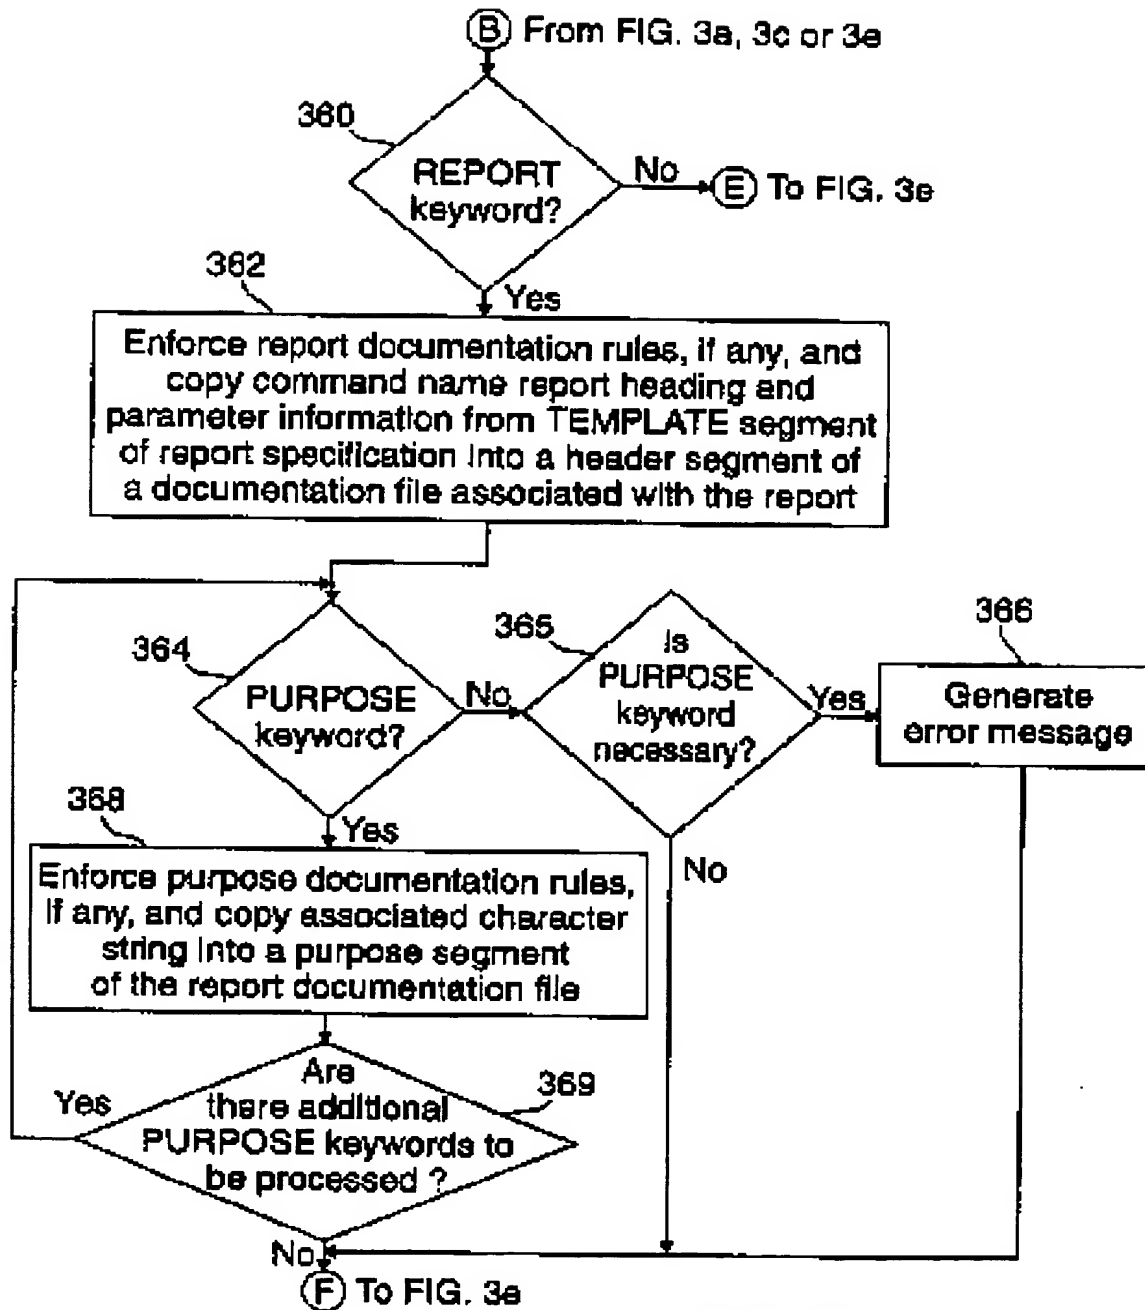 B From FIG. 3a, 3c or 3e
360
REPORT
keyword?
No
E To FIG. 3e
362
Yes
Enforce report documentation rules, if any, and
copy command name report heading and
parameter information from TEMPLATE segment
of report specification into a header segment of
a documentation file associated with the report
364
PURPOSE
keyword?
No
365
Is
PURPOSE
keyword
necessary?
Yes
366
Generate
error message
368
Yes
No
Enforce purpose documentation rules,
if any, and copy associated character
string into a purpose segment
of the report documentation file
369
Yes
Are
there additional
PURPOSE keywords to
be processed ?
No
F To FIG. 3e